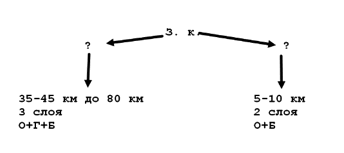 З. к.
? ?
35-45 км до 80 км
3 слоя
О+Г+Б
5-10 км
2 слоя
О+Б